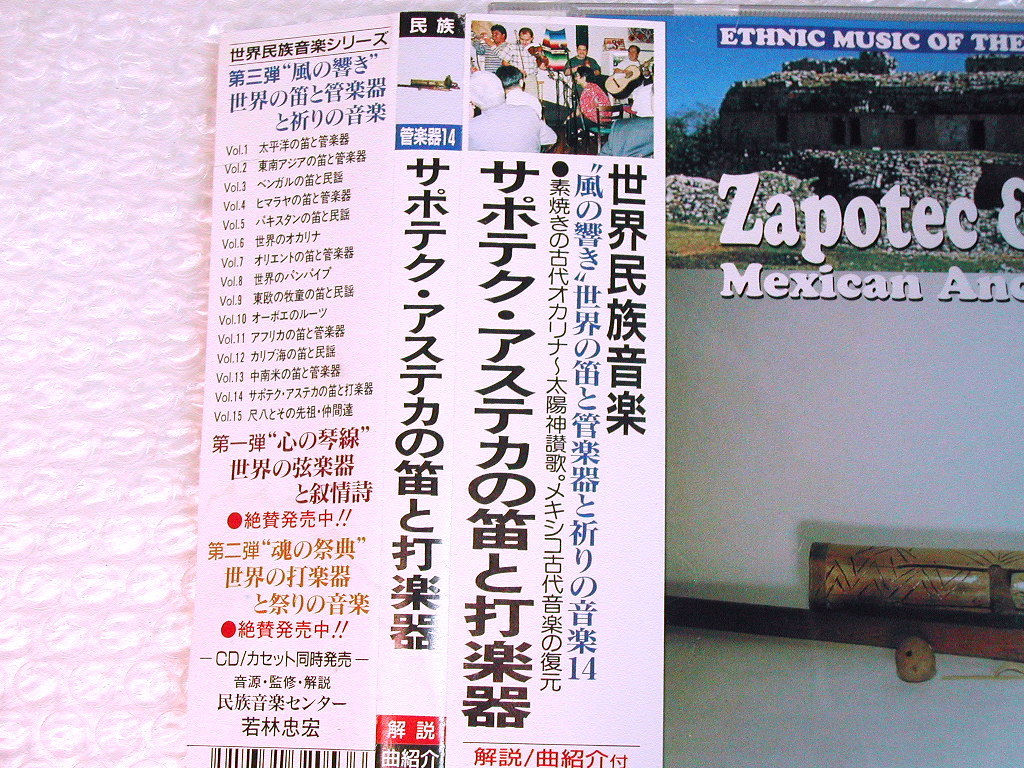 世界民族音楽シリーズ
第三弾“風の響き”
世界の笛と管楽器
と祈りの音楽
Vol.1 太平洋の笛と管楽器
Vol.2 東南アジアの笛と管楽器
Vol.3 ベンガルの笛と民謡
Vol.4 ヒマラヤの笛と管楽器
Vol.5 パキスタンの笛と民謡
Vol.6 世界のオカリナ
Vol.7 オリエントの笛と管楽器
Vol.8 世界のパンパイプ
Vol.9 東欧の牧童の笛と民謡
Vol.10 オーボエのルーツ
Vol.11 アフリカの笛と管楽器
Vol.12 カリブ海の笛と民謡
Vol.13 中南米の笛と管楽器
Vol.14 サポテク・アステカの笛と打楽器
Vol.15 尺八とその先祖・仲間達
第一弾“心の琴線”
世界の弦楽器
と叙情詩
●絶賛発売中!!
第二弾“魂の祭典”
世界の打楽器
と祭りの音楽
●絶賛発売中!!
—CD/カセット同時発売—
音源・監修・解説
民族音楽センター
若林忠宏
民族
管楽器14
サポテク・アステカの笛と打楽器
解説
曲紹介
世界民族音楽
〝風の響き〟世界の笛と管楽器と祈りの音楽14
●素焼きの古代オカリナ〜太陽神讃歌。メキシコ古代音楽の復元
サポテク・アステカの笛と打楽器
解説/曲紹介付
ETHNIC MUSIC OF THE
Zapotec &
Mexican Anc